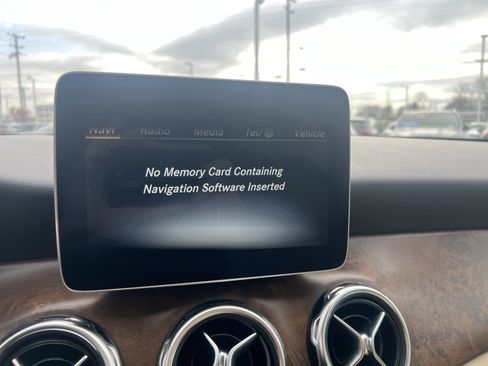 Navi Radio Media Tel/ Vehicle
No Memory Card Containing
Navigation Software Inserted